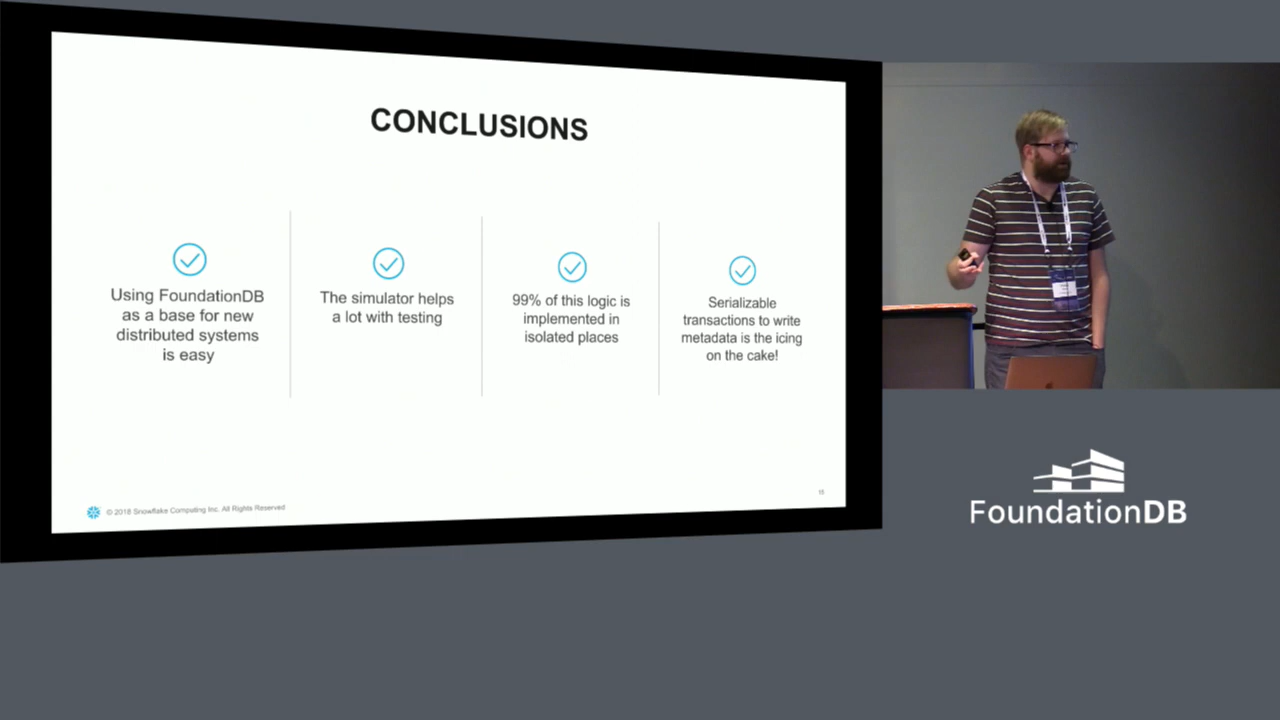 CONCLUSIONS
Using FoundationDB
as a base for new
distributed systems
is easy
The simulator helps
a lot with testing
99% of this logic is
implemented in
isolated places
Serializable
transactions to write
metadata is the icing
on the cake!
© 2018 Snowflake Computing Inc. All Rights Reserved
FoundationDB